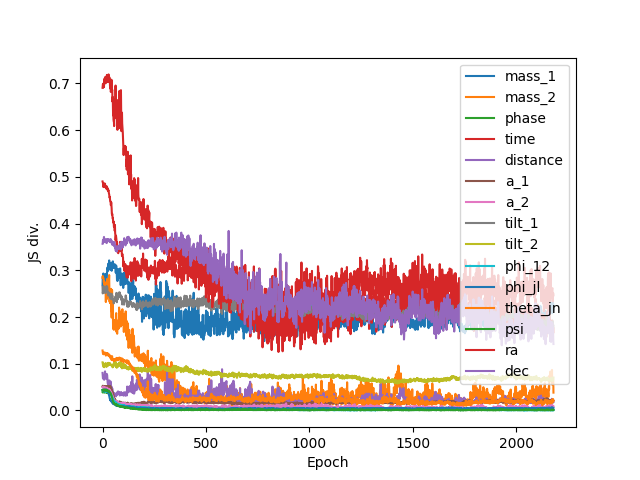 JS div.
0.7
0.6
0.5
0.4
0.3
0.2
0.1
0.0
0
500
1000
1500
2000
Epoch
mass_1
mass_2
phase
time
distance
a_1
a_2
tilt_1
tilt_2
phi_12
phi_jl
theta_jn
psi
ra
dec